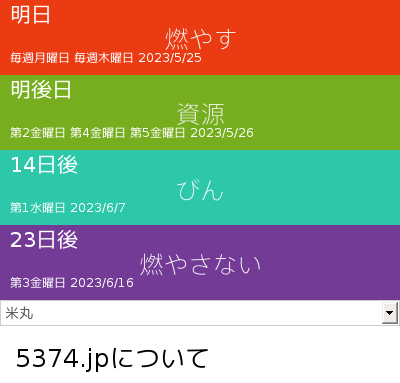 明日
燃やす
毎週月曜日 毎週木曜日 2023/5/25
明後日
資源
第2金曜日 第4金曜日 第5金曜日 2023/5/26
14日後
びん
第1水曜日 2023/6/7
23日後
燃やさない
第3金曜日 2023/6/16
米丸
5374.jpについて